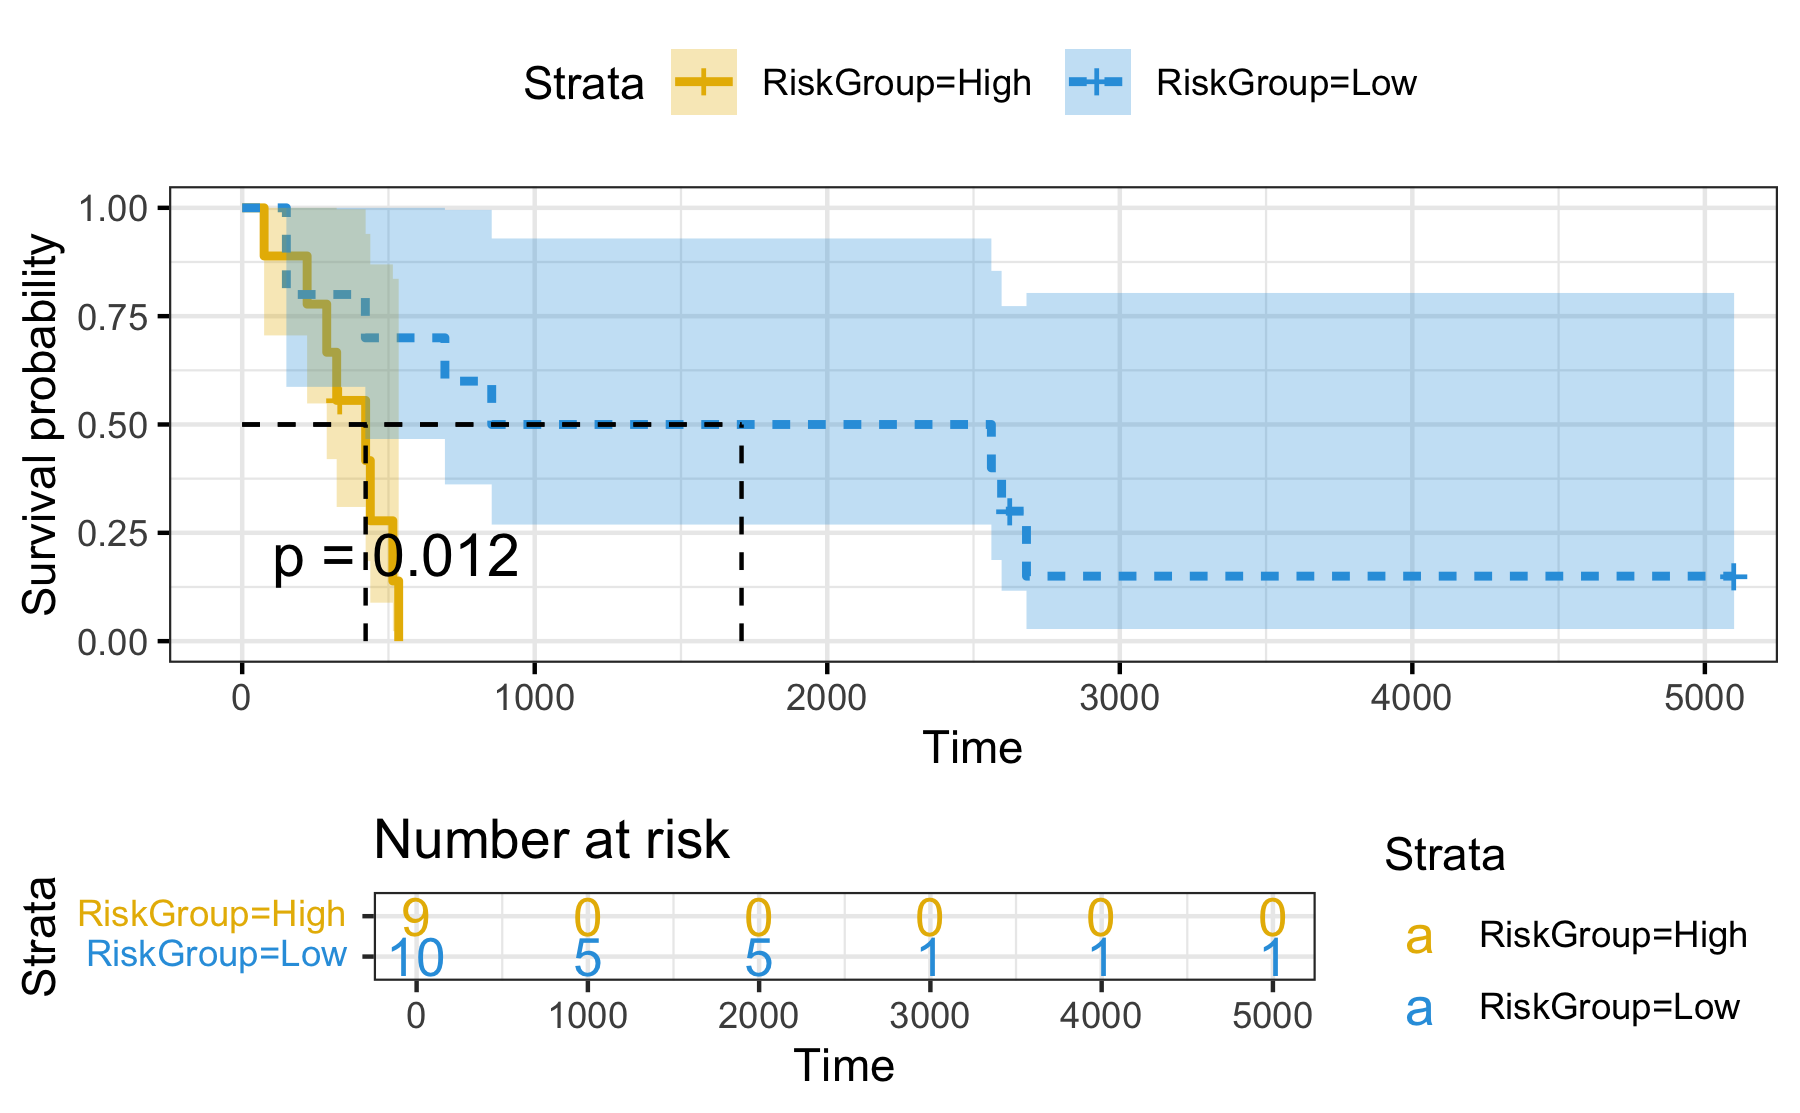 Strata RiskGroup=High RiskGroup=Low
Survival probability
1.00
0.75
0.50
0.25
0.00
p = 0.012
0 1000 2000 3000 4000 5000
Time
Number at risk
Strata
RiskGroup=High 9 0 0 0 0 0
RiskGroup=Low 10 5 5 1 1 1
0 1000 2000 3000 4000 5000
Time
Strata
a RiskGroup=High
a RiskGroup=Low